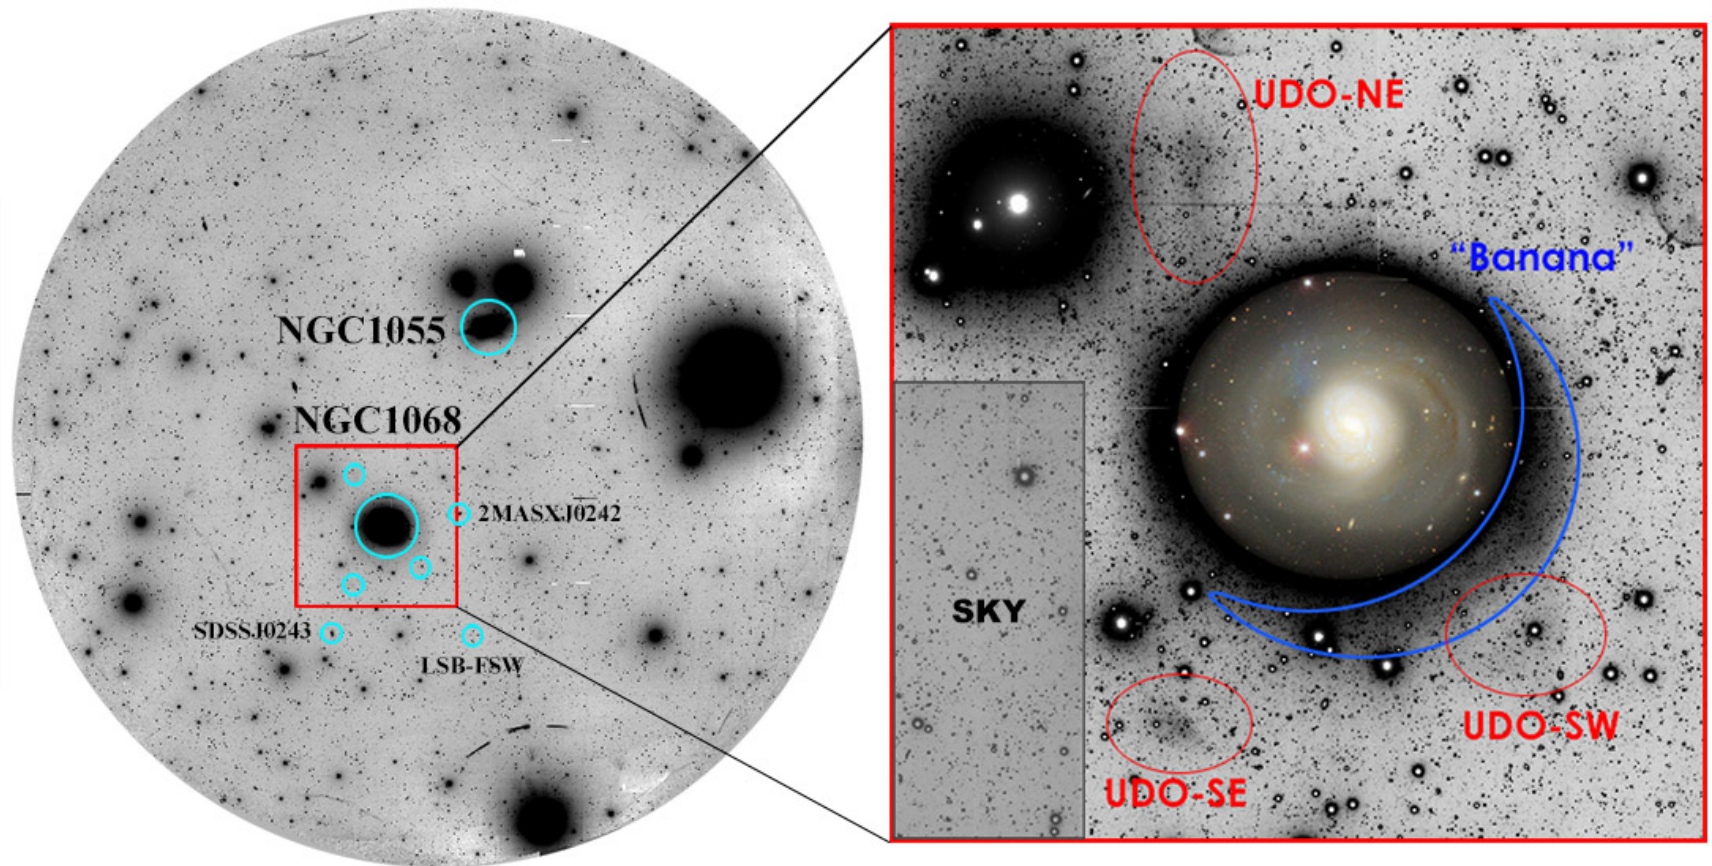 NGC1055
NGC1068
2MASXJ0242
SDSSJ0243
LSB-FSW
UDO-NE
"Banana"
SKY
UDO-SW
UDO-SE